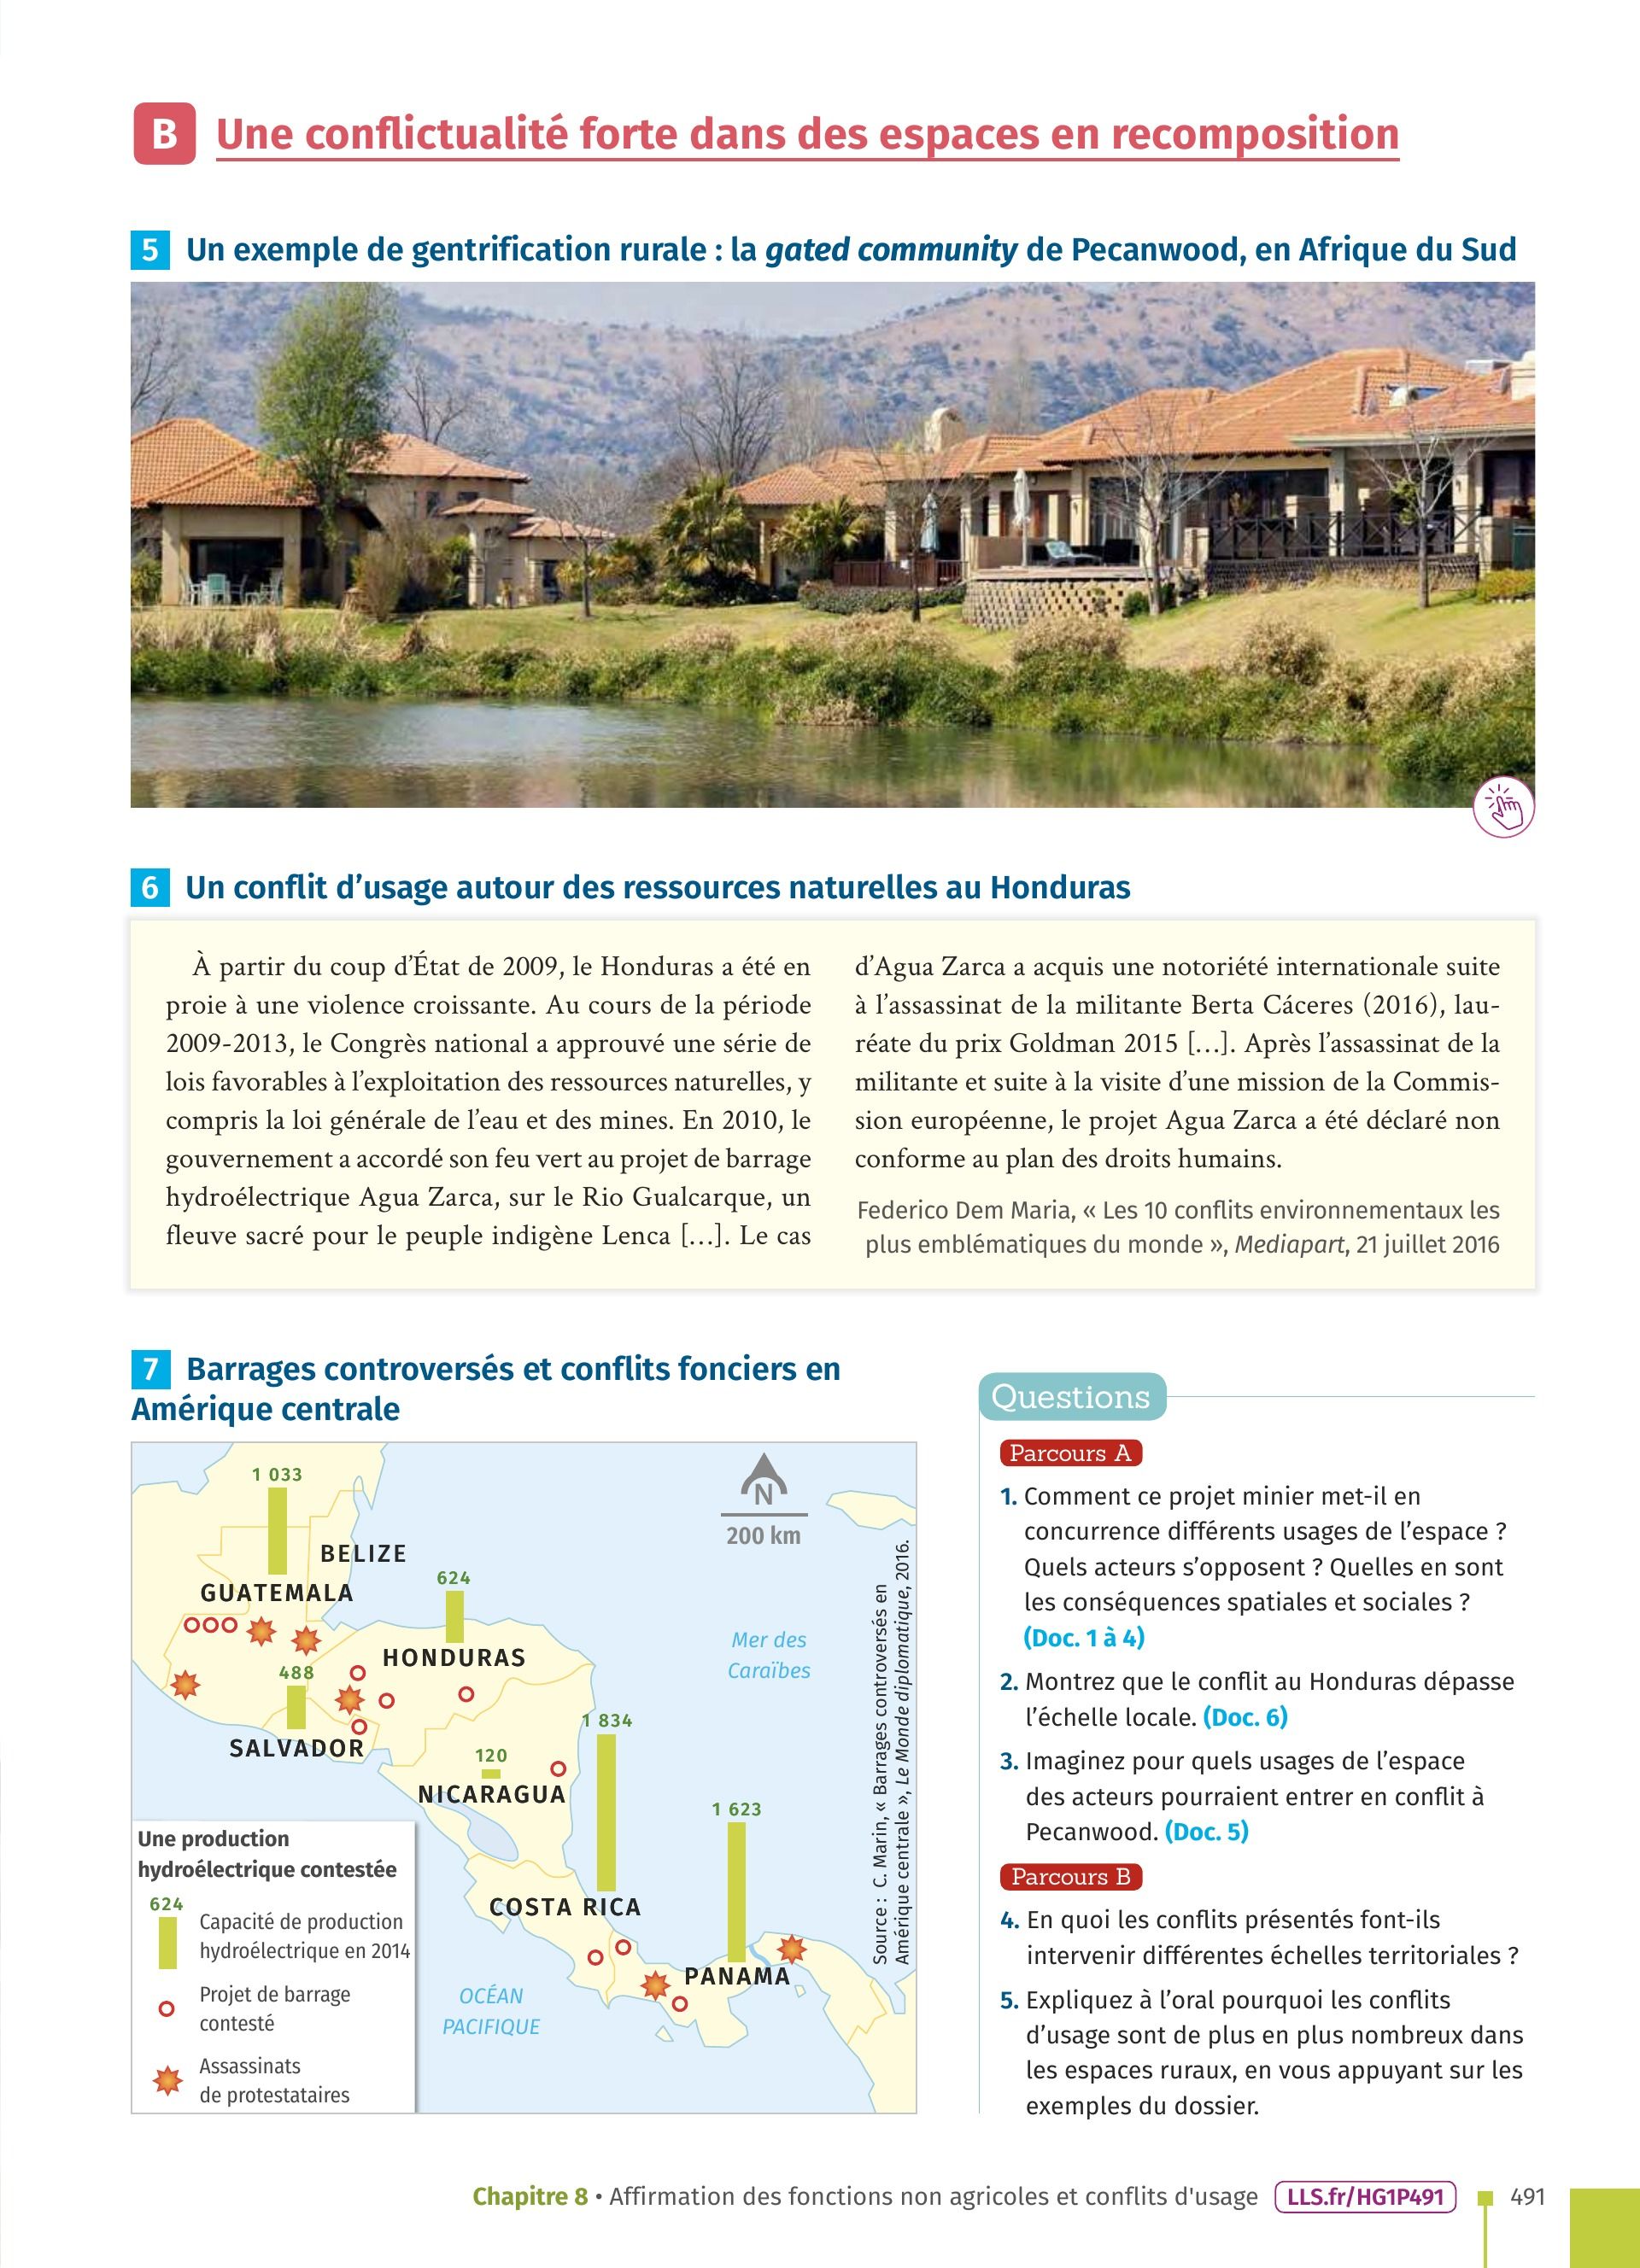 B Une conflictualité forte dans des espaces en recomposition
5 Un exemple de gentrification rurale : la gated community de Pecanwood, en Afrique du Sud
6 Un conflit d’usage autour des ressources naturelles au Honduras
À partir du coup d’État de 2009, le Honduras a été en
proie à une violence croissante. Au cours de la période
2009-2013, le Congrès national a approuvé une série de
lois favorables à l’exploitation des ressources naturelles, y
compris la loi générale de l’eau et des mines. En 2010, le
gouvernement a accordé son feu vert au projet de barrage
hydroélectrique Agua Zarca, sur le Rio Gualcarque, un
fleuve sacré pour le peuple indigène Lenca [...]. Le cas
d’Agua Zarca a acquis une notoriété internationale suite
à l’assassinat de la militante Berta Cáceres (2016), lau-
réate du prix Goldman 2015 [...]. Après l’assassinat de la
militante et suite à la visite d’une mission de la Commis-
sion européenne, le projet Agua Zarca a été déclaré non
conforme au plan des droits humains.
Federico Dem Maria, « Les 10 conflits environnementaux les
plus emblématiques du monde », Mediapart, 21 juillet 2016
7 Barrages controversés et conflits fonciers en
Amérique centrale
1 033
BELIZE
GUATEMALA
624
HONDURAS
488
SALVADOR
120
NICARAGUA
1 834
COSTA RICA
1 623
PANAMA
N
200 km
Mer des
Caraïbes
OCÉAN
PACIFIQUE
Source : C. Marin, « Barrages controversés en
Amérique centrale », Le Monde diplomatique, 2016.
Une production
hydroélectrique contestée
624
Capacité de production
hydroélectrique en 2014
Projet de barrage
contesté
Assassinats
de protestataires
Questions
Parcours A
1. Comment ce projet minier met-il en
concurrence différents usages de l’espace ?
Quels acteurs s’opposent ? Quelles en sont
les conséquences spatiales et sociales ?
(Doc. 1 à 4)
2. Montrez que le conflit au Honduras dépasse
l’échelle locale. (Doc. 6)
3. Imaginez pour quels usages de l’espace
des acteurs pourraient entrer en conflit à
Pecanwood. (Doc. 5)
Parcours B
4. En quoi les conflits présentés font-ils
intervenir différentes échelles territoriales ?
5. Expliquez à l’oral pourquoi les conflits
d’usage sont de plus en plus nombreux dans
les espaces ruraux, en vous appuyant sur les
exemples du dossier.
Chapitre 8 • Affirmation des fonctions non agricoles et conflits d'usage LLS.fr/HG1P491 491